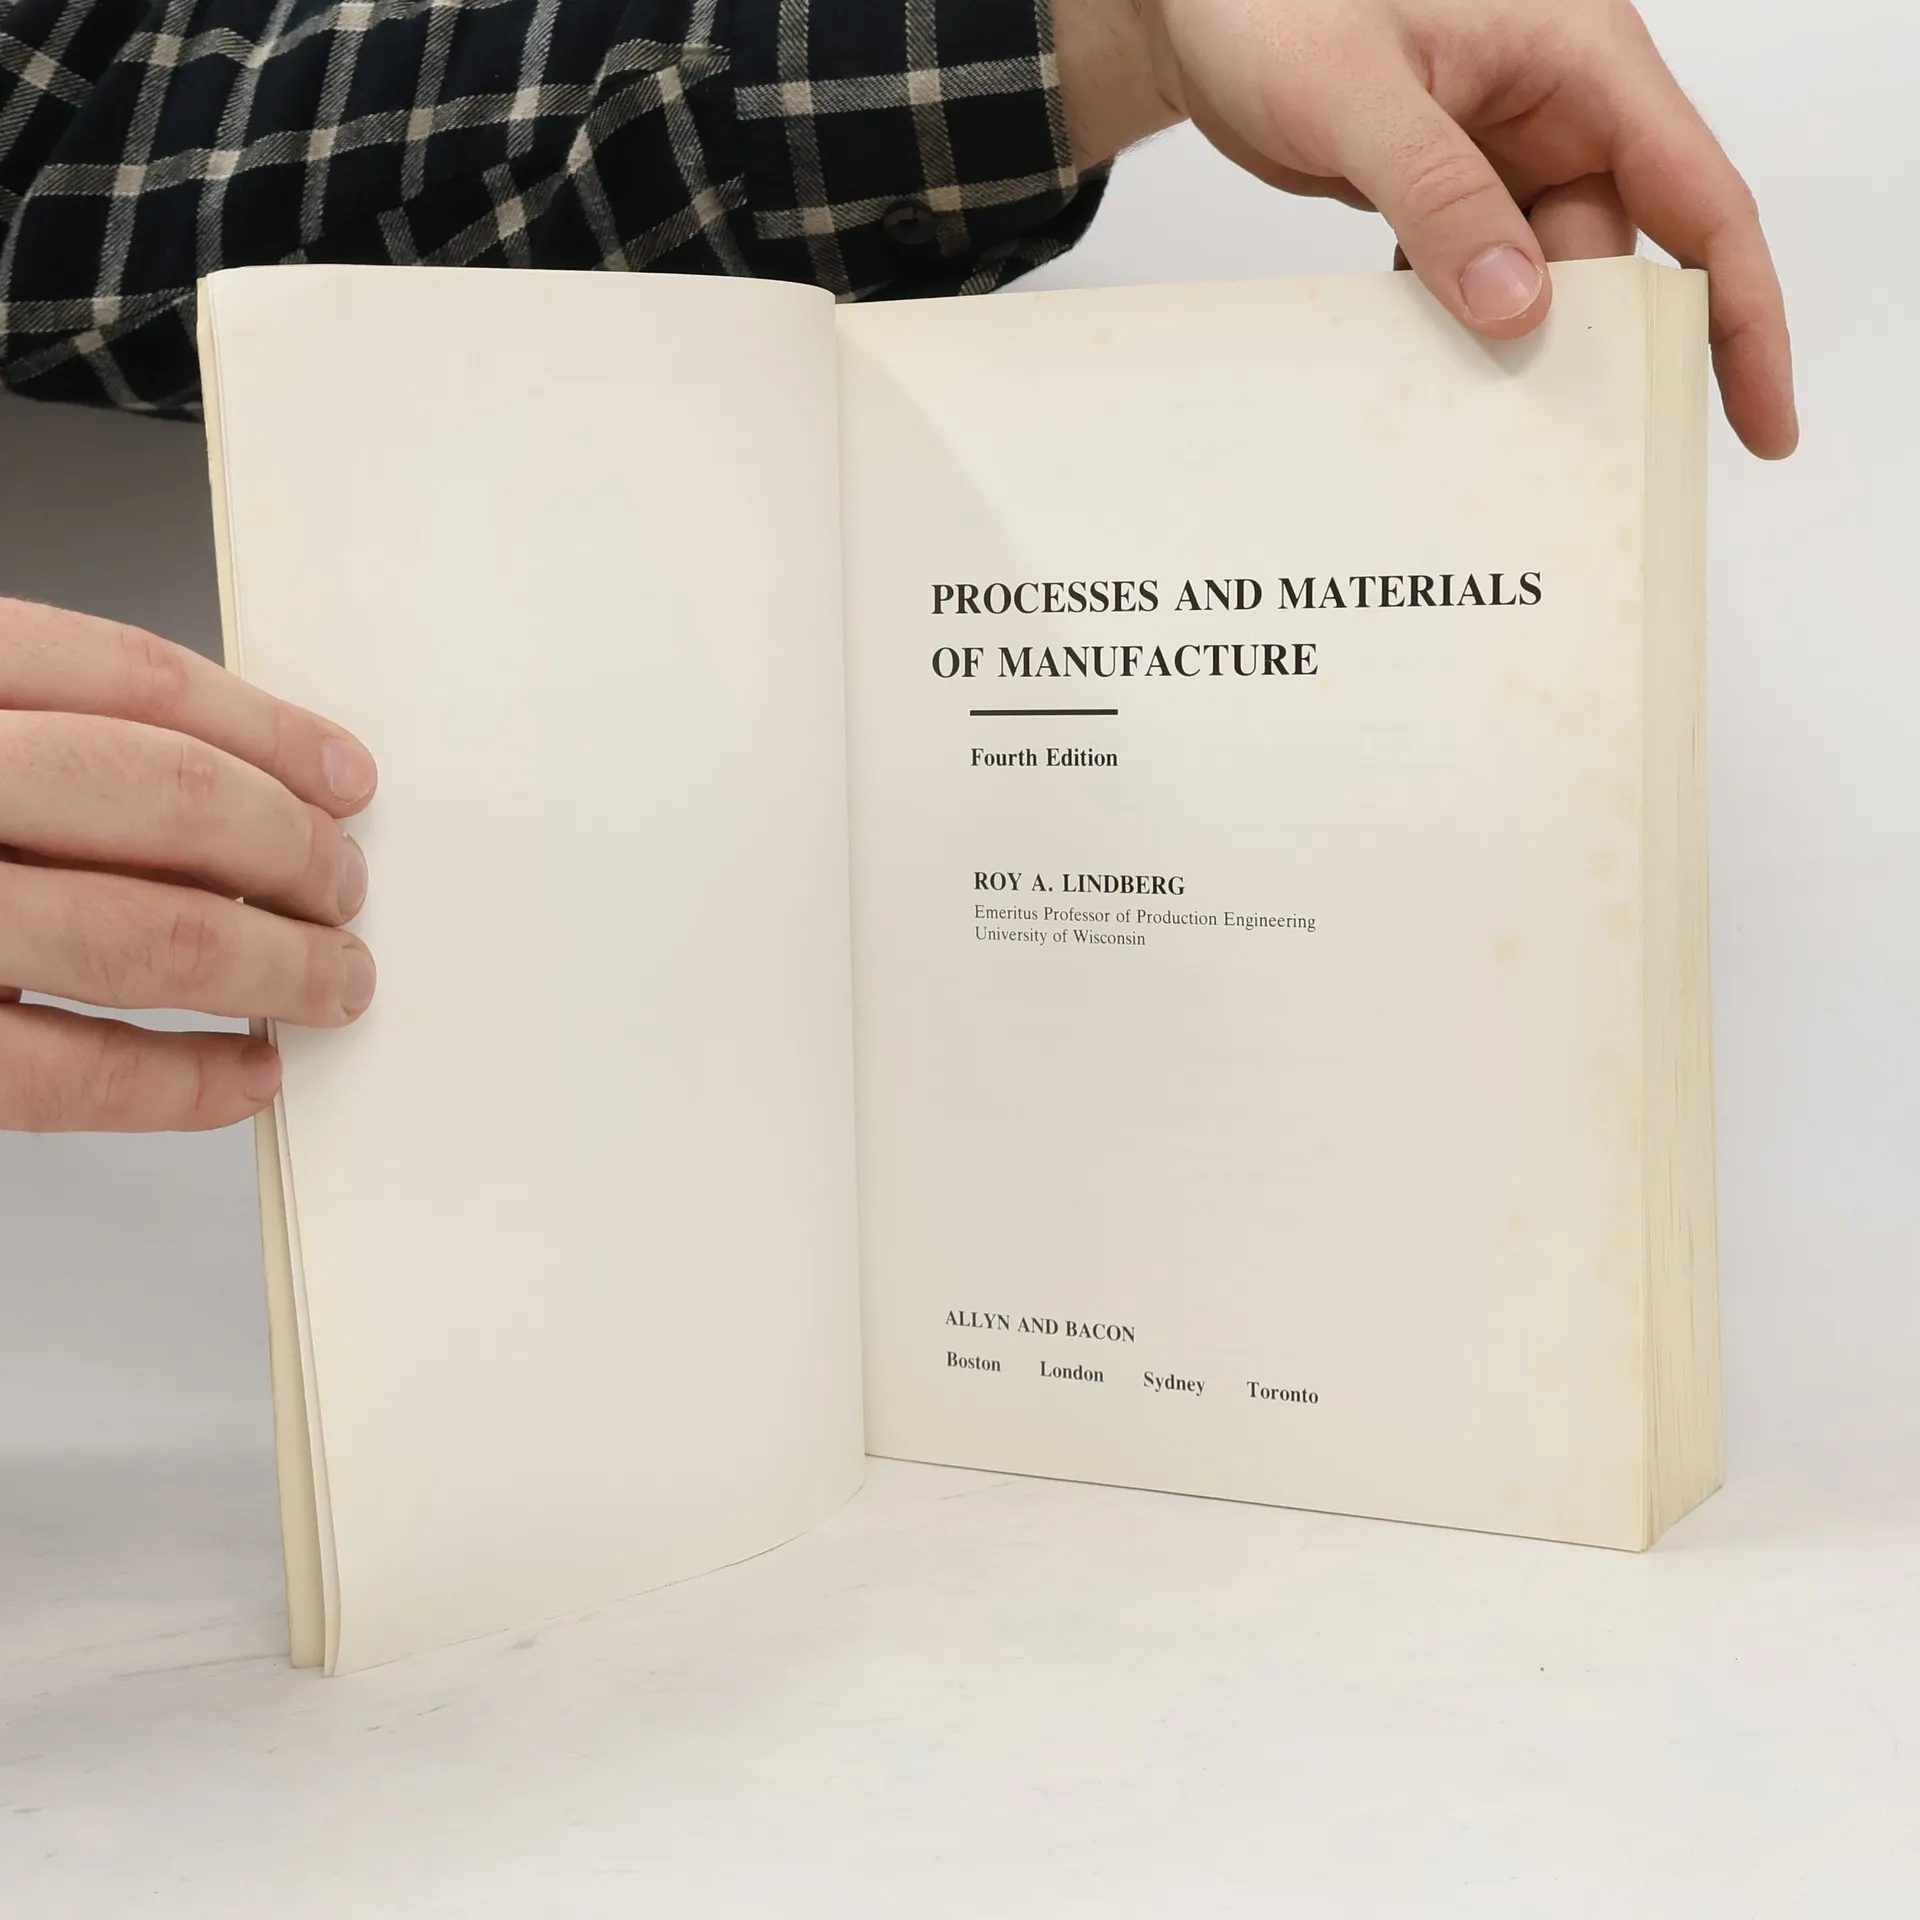 PROCESSES AND MATERIALS
OF MANUFACTURE
Fourth Edition
ROY A. LINDBERG
Emeritus Professor of Production Engineering
University of Wisconsin
ALLYN AND BACON
Boston London Sydney Toronto